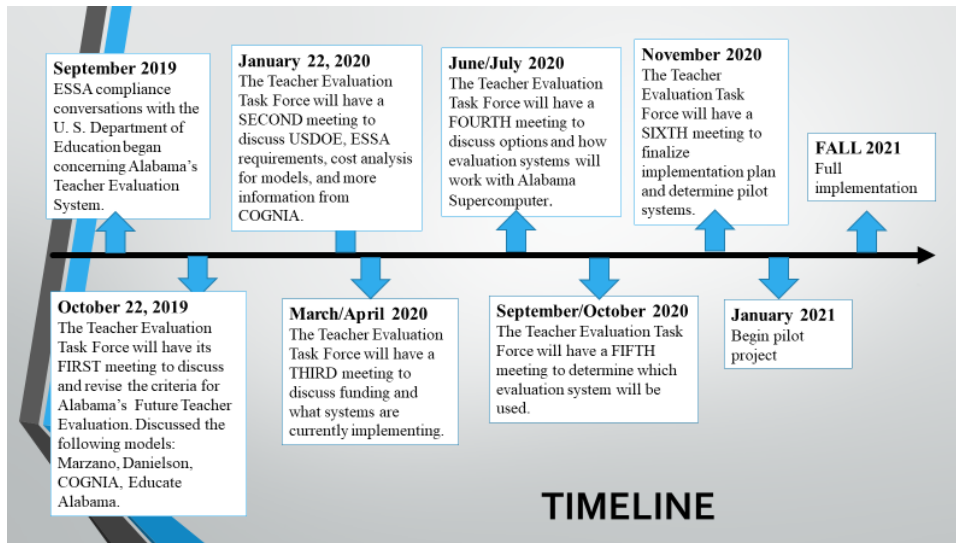 September 2019
ESSA compliance
conversations with the
U. S. Department of
Education began
concerning Alabama's
Teacher Evaluation
System.
October 22, 2019
The Teacher Evaluation
Task Force will have its
FIRST meeting to discuss
and revise the criteria for
Alabama's Future Teacher
Evaluation. Discussed the
following models:
Marzano, Danielson,
COGNIA, Educate
Alabama.
January 22, 2020
The Teacher Evaluation
Task Force will have a
SECOND meeting to
discuss USDOE, ESSA
requirements, cost analysis
for models, and more
information from
COGNIA.
March/April 2020
The Teacher Evaluation
Task Force will have a
THIRD meeting to
discuss funding and
what systems are
currently implementing.
June/July 2020
The Teacher Evaluation
Task Force will have a
FOURTH meeting to
discuss options and how
evaluation systems will
work with Alabama
Supercomputer.
September/October 2020
The Teacher Evaluation Task
Force will have a FIFTH
meeting to determine which
evaluation system will be
used.
November 2020
The Teacher
Evaluation Task
Force will have a
SIXTH meeting to
finalize
implementation plan
and determine pilot
systems.
January 2021
Begin pilot
project
FALL 2021
Full
implementation
TIMELINE